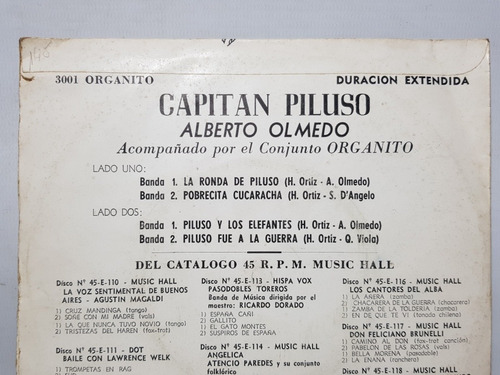 3001 ORGANITO
DURACION EXTENDIDA
CAPITAN PILUSO
ALBERTO OLMEDO
Acompañado por el Conjunto ORGANITO
LADO UNO:
Banda 1. LA RONDA DE PILUSO (H. Ortiz - A. Olmedo)
Banda 2. POBRECITA CUCARACHA (H. Ortiz - S. D'Angelo
LADO DOS:
Banda 1. PILUSO Y LOS ELEFANTES (H. Ortiz - A. Olmedo)
Banda 2. PILUSO FUE A LA GUERRA (H. Ortiz - Q. Viola)
DEL CATALOGO 45 R. P. M. MUSIC HALL
Disco Nº 45-E-110 - MUSIC HALL
LA VOZ SENTIMENTAL DE BUENOS
AIRES - AGUSTIN MAGALDI
1) CRUZ MANDINGA (tango)
2) SOÑE CON MI MADRE (vals)
1) LA QUE NUNCA TUVO NOVIO (tango)
2) TRISTEZAS DEL HAREN (fox-trot)
Disco Nº 45-E-111 - DOT
BAILE CON LAWRENCE WELK
1) TROMPETAS EN RAG
Disco Nº 45-E-113 - HISPA VOX
PASODOBLES TOREROS
Banda de Música dirigida por el
maestro: RICARDO DORADO
1) ESPAÑA CAÑI
2) GALLITO
1) EL GATO MONTES
2) SUSPIROS DE ESPAÑA
Disco Nº 45-E-114 - MUSIC HALL
ANGELICA
ATENCIO PAREDES y su conjunto
folklórico
Disco Nº 45-E-116 - MUSIC HALL
LOS CANTORES DEL ALBA
1) LA AÑERA (zamba)
2) CHACARERA DE LA GUERRA (chacarera)
1) ZAMBA DE LA TOLDERIA (zamba)
2) EN DE QUE TE VI (tonada chilena)
Disco Nº 45-E-117 - MUSIC HALL
DON FELICIANO BRUNELLI
1) CAMINO AL DON (fox-trot canción)
2) PABELLON DE LAS ROSAS (vals)
1) BELLA MORENA (pasodoble)
2) LA ENANA (ranchera)
Disco Nº 45-E-118 - MUSIC HALL